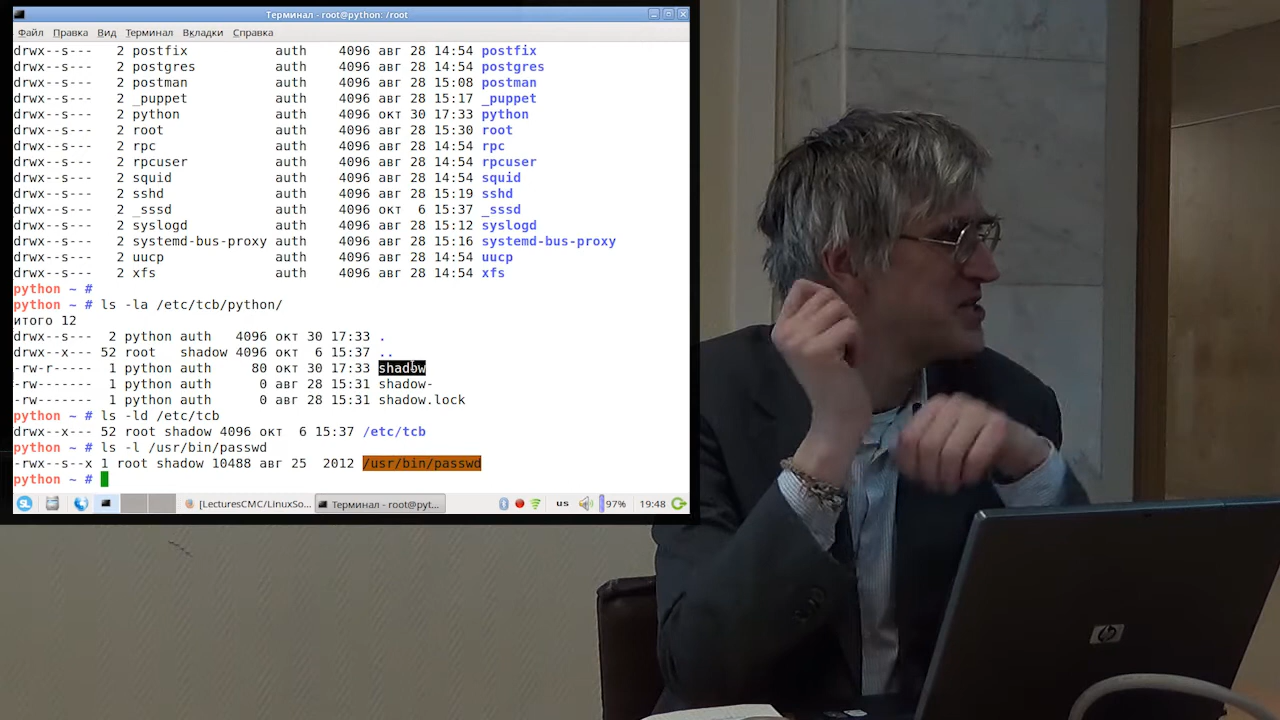 Терминал - root@python: /root
Файл Правка Вид Терминал Вкладки Справка
drwx--s--- 2 postfix auth 4096 авг 28 14:54 postfix
drwx--s--- 2 postgres auth 4096 авг 28 14:54 postgres
drwx--s--- 2 postman auth 4096 авг 28 15:08 postman
drwx--s--- 2 _puppet auth 4096 авг 28 15:17 _puppet
drwx--s--- 2 python auth 4096 окт 30 17:33 python
drwx--s--- 2 root auth 4096 авг 28 15:30 root
drwx--s--- 2 rpc auth 4096 авг 28 14:54 rpc
drwx--s--- 2 rpcuser auth 4096 авг 28 14:54 rpcuser
drwx--s--- 2 squid auth 4096 авг 28 14:54 squid
drwx--s--- 2 sshd auth 4096 авг 28 15:19 sshd
drwx--s--- 2 _sssd auth 4096 окт 6 15:37 _sssd
drwx--s--- 2 syslogd auth 4096 авг 28 15:12 syslogd
drwx--s--- 2 systemd-bus-proxy auth 4096 авг 28 15:16 systemd-bus-proxy
drwx--s--- 2 uucp auth 4096 авг 28 14:54 uucp
drwx--s--- 2 xfs auth 4096 авг 28 14:54 xfs
python ~ #
python ~ # ls -la /etc/tcb/python/
итого 12
drwx--s--- 2 python auth 4096 окт 30 17:33 .
drwx--x--- 52 root shadow 4096 окт 6 15:37 ..
-rw-r----- 1 python auth 80 окт 30 17:33 shadow
-rw------- 1 python auth 0 авг 28 15:31 shadow-
-rw------- 1 python auth 0 авг 28 15:31 shadow.lock
python ~ # ls -ld /etc/tcb
drwx--x--- 52 root shadow 4096 окт 6 15:37 /etc/tcb
python ~ # ls -l /usr/bin/passwd
-rwx--s--x 1 root shadow 10488 авг 25 2012 /usr/bin/passwd
python ~ #
[LecturesCMC/LinuxSo... Терминал - root@pyt... us 97% 19:48
hp